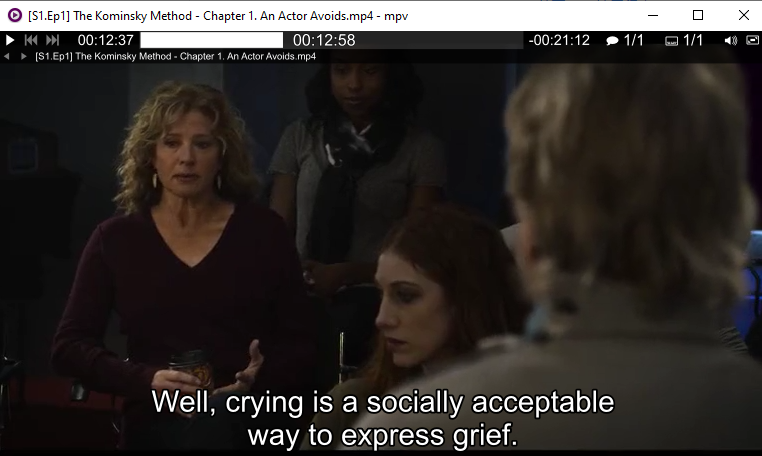 [S1.Ep1] The Kominsky Method - Chapter 1. An Actor Avoids.mp4 - mpv
00:12:37 00:12:58 -00:21:12 1/1 1/1
[S1.Ep1] The Kominsky Method - Chapter 1. An Actor Avoids.mp4
Well, crying is a socially acceptable
way to express grief.